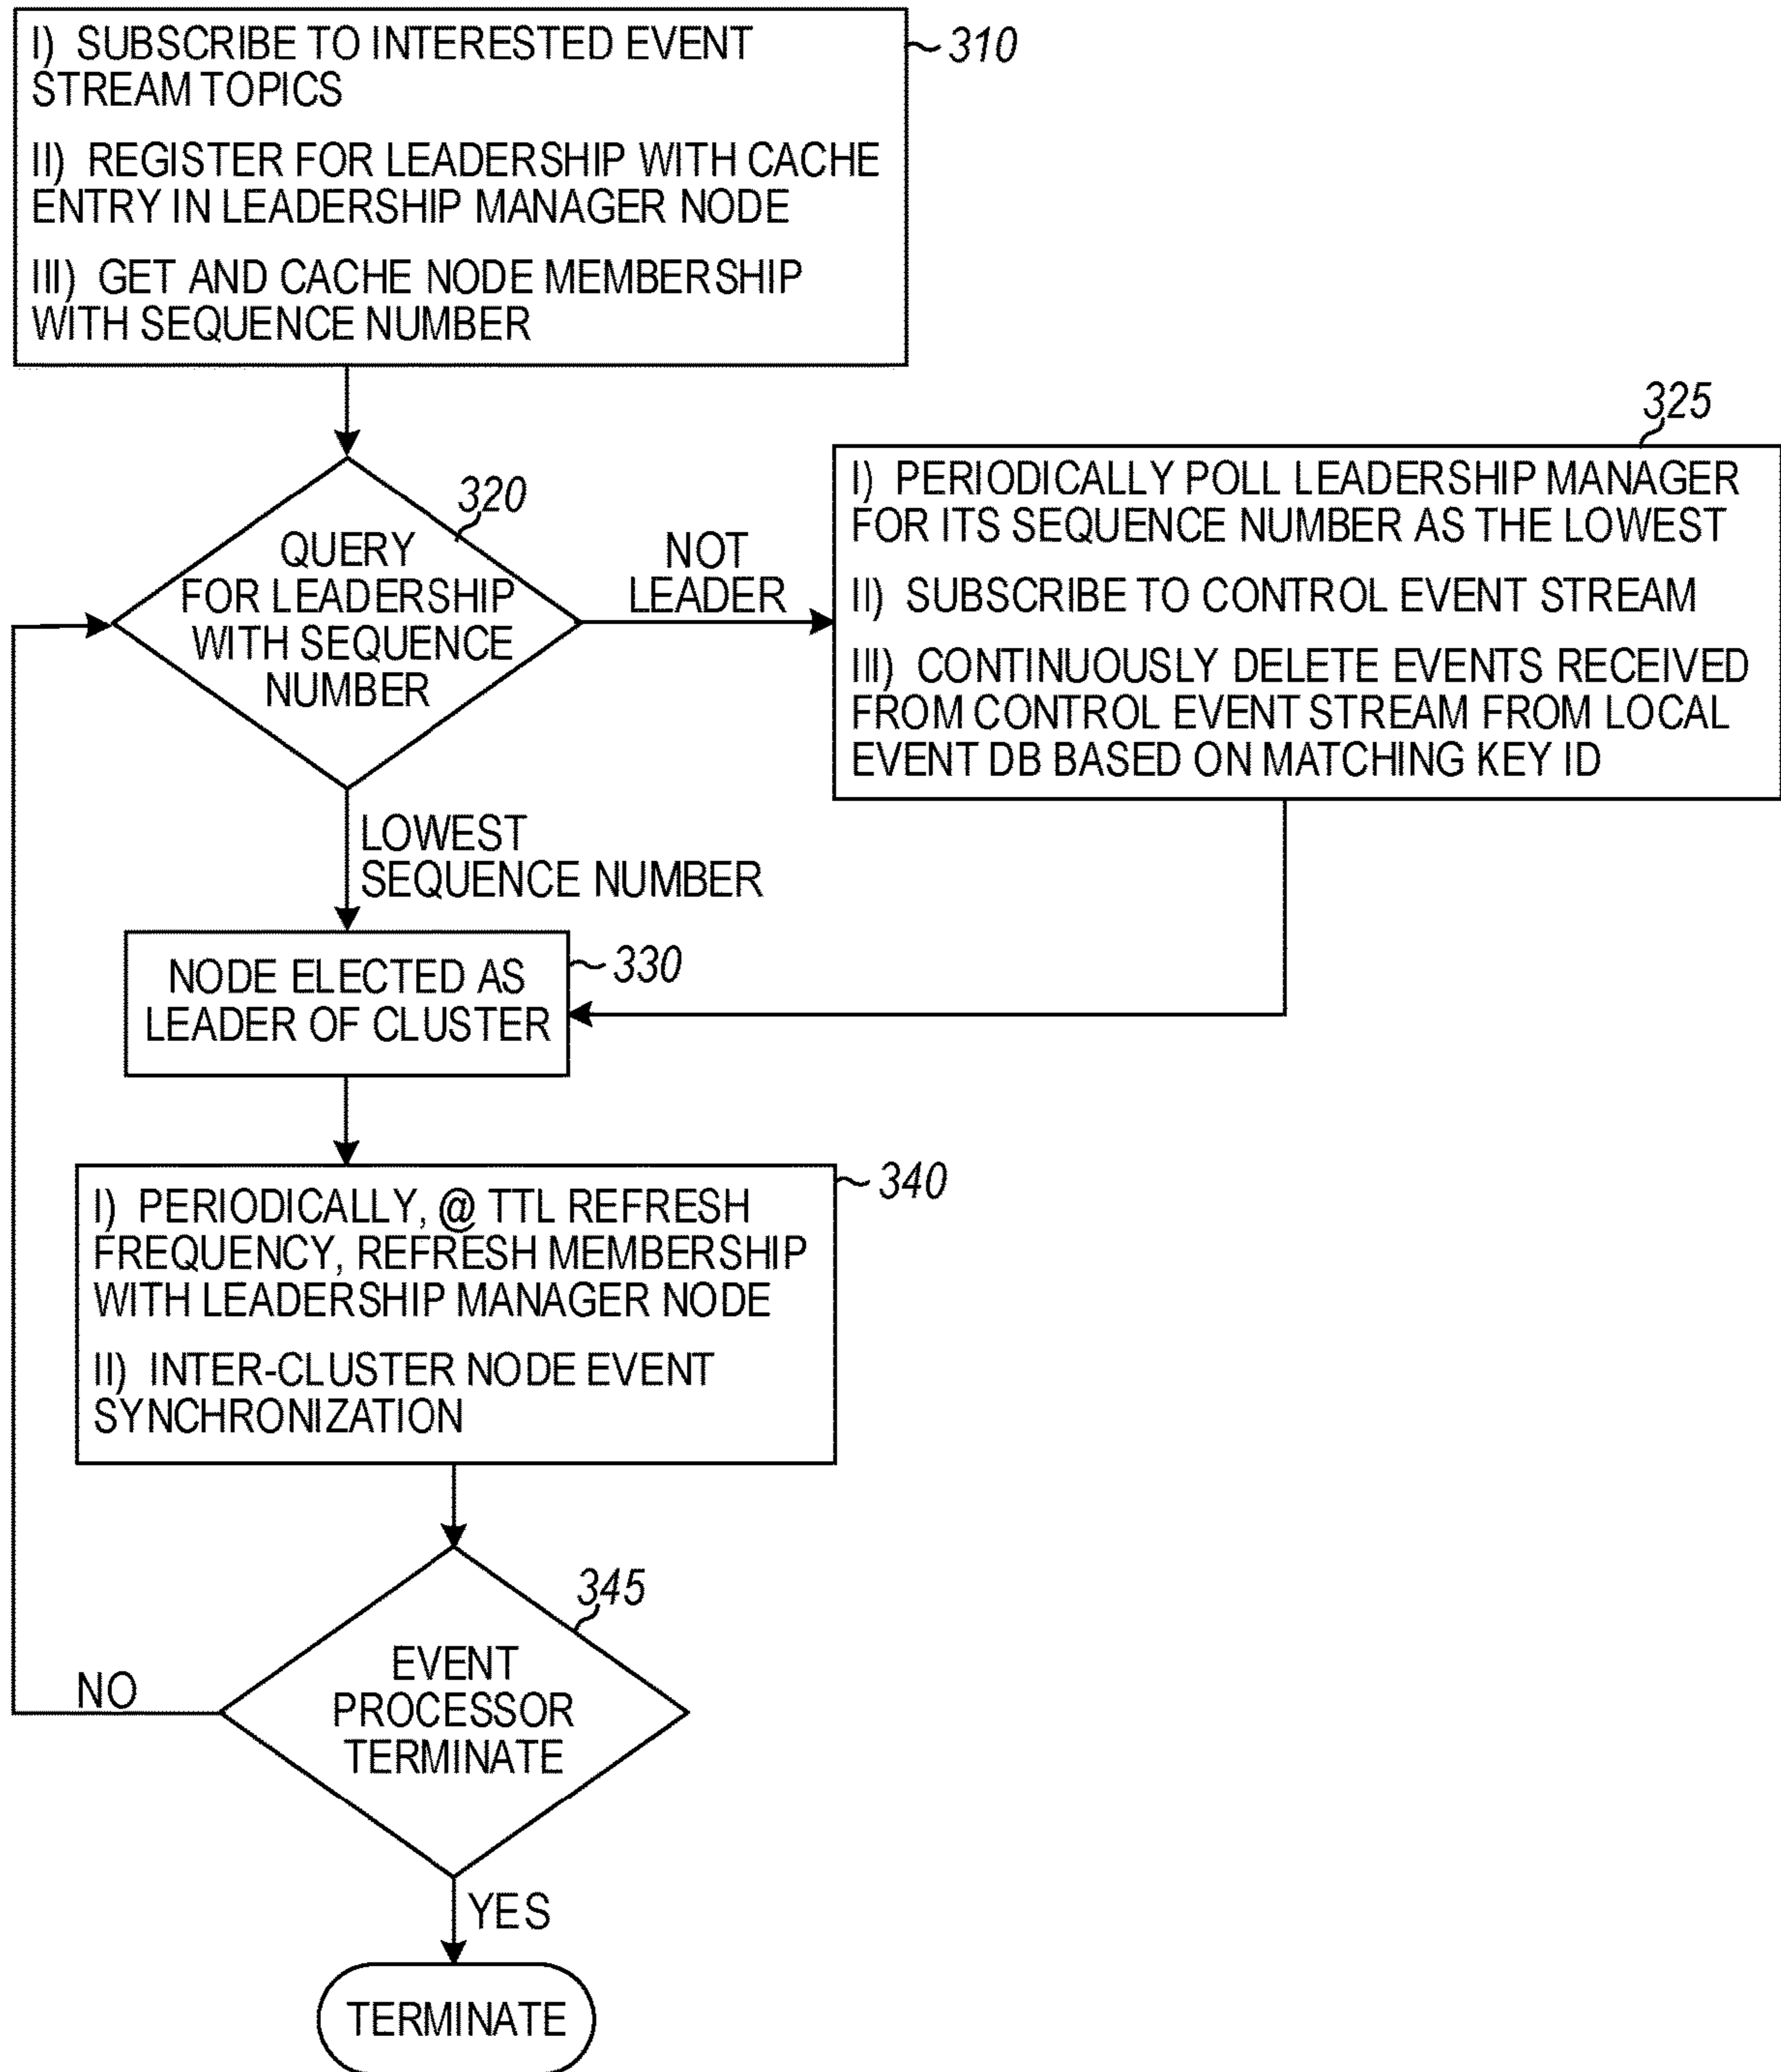 I) SUBSCRIBE TO INTERESTED EVENT
STREAM TOPICS
II) REGISTER FOR LEADERSHIP WITH CACHE
ENTRY IN LEADERSHIP MANAGER NODE
III) GET AND CACHE NODE MEMBERSHIP
WITH SEQUENCE NUMBER
310
320
QUERY
FOR LEADERSHIP
WITH SEQUENCE
NUMBER
NOT
LEADER
325
I) PERIODICALLY POLL LEADERSHIP MANAGER
FOR ITS SEQUENCE NUMBER AS THE LOWEST
II) SUBSCRIBE TO CONTROL EVENT STREAM
III) CONTINUOUSLY DELETE EVENTS RECEIVED
FROM CONTROL EVENT STREAM FROM LOCAL
EVENT DB BASED ON MATCHING KEY ID
LOWEST
SEQUENCE NUMBER
NODE ELECTED AS
LEADER OF CLUSTER
330
I) PERIODICALLY, @ TTL REFRESH
FREQUENCY, REFRESH MEMBERSHIP
WITH LEADERSHIP MANAGER NODE
II) INTER-CLUSTER NODE EVENT
SYNCHRONIZATION
340
345
EVENT
PROCESSOR
TERMINATE
NO
YES
TERMINATE